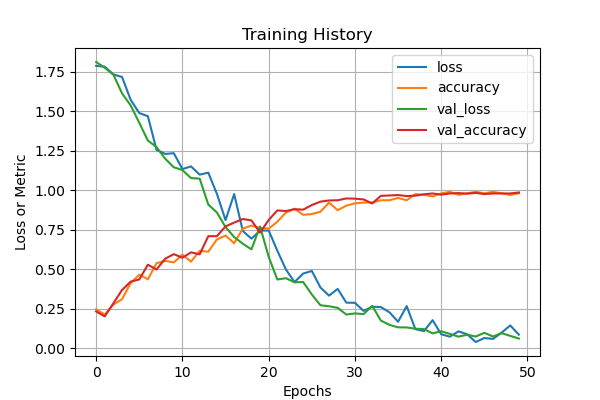 Training History
Loss or Metric
1.75
1.50
1.25
1.00
0.75
0.50
0.25
0.00
loss
accuracy
val_loss
val_accuracy
0 10 20 30 40 50
Epochs